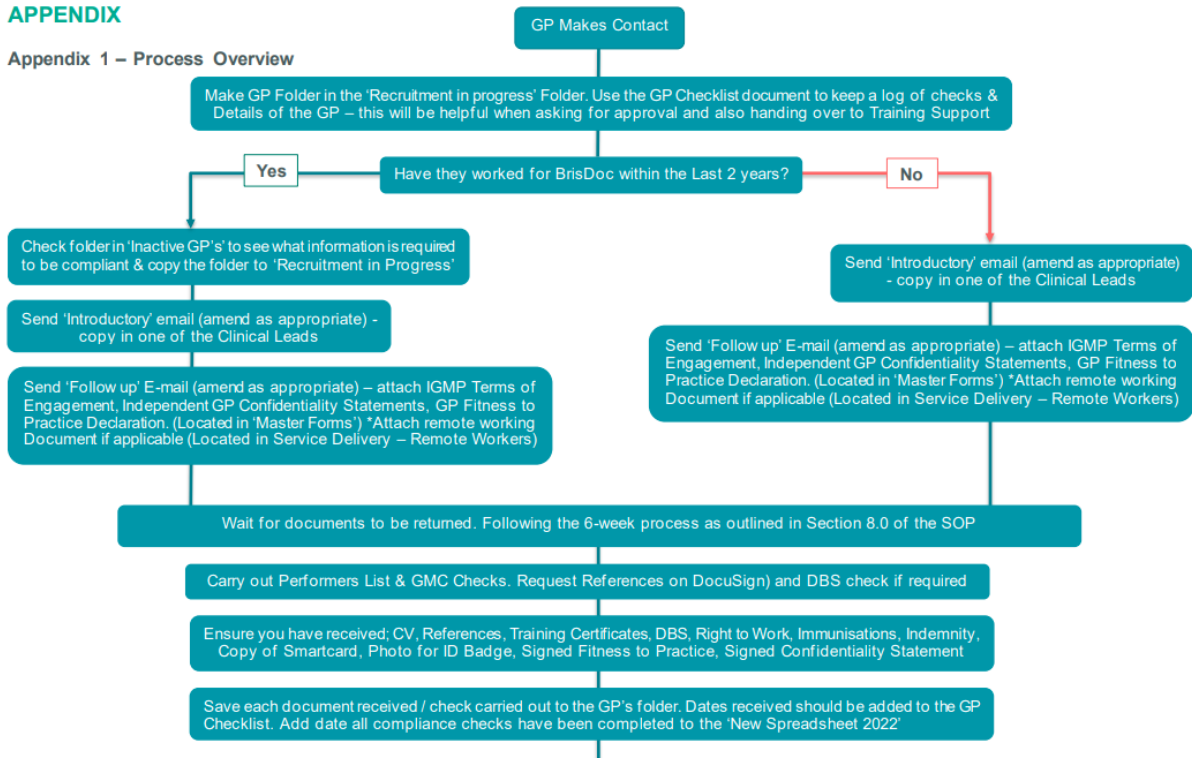 APPENDIX
Appendix 1 – Process Overview
GP Makes Contact
Make GP Folder in the 'Recruitment in progress' Folder. Use the GP Checklist document to keep a log of checks &
Details of the GP – this will be helpful when asking for approval and also handing over to Training Support
Have they worked for BrisDoc within the Last 2 years?
Yes
No
Check folder in 'Inactive GP's' to see what information is required
to be compliant & copy the folder to 'Recruitment in Progress'
Send 'Introductory' email (amend as appropriate) -
copy in one of the Clinical Leads
Send 'Follow up' E-mail (amend as appropriate) – attach IGMP Terms of
Engagement, Independent GP Confidentiality Statements, GP Fitness to
Practice Declaration. (Located in 'Master Forms') *Attach remote working
Document if applicable (Located in Service Delivery – Remote Workers)
Send 'Introductory' email (amend as appropriate)
- copy in one of the Clinical Leads
Send 'Follow up' E-mail (amend as appropriate) – attach IGMP Terms of
Engagement, Independent GP Confidentiality Statements, GP Fitness to
Practice Declaration. (Located in 'Master Forms') *Attach remote working
Document if applicable (Located in Service Delivery – Remote Workers)
Wait for documents to be returned. Following the 6-week process as outlined in Section 8.0 of the SOP
Carry out Performers List & GMC Checks. Request References on DocuSign) and DBS check if required
Ensure you have received; CV, References, Training Certificates, DBS, Right to Work, Immunisations, Indemnity,
Copy of Smartcard, Photo for ID Badge, Signed Fitness to Practice, Signed Confidentiality Statement
Save each document received / check carried out to the GP's folder. Dates received should be added to the GP
Checklist. Add date all compliance checks have been completed to the 'New Spreadsheet 2022'